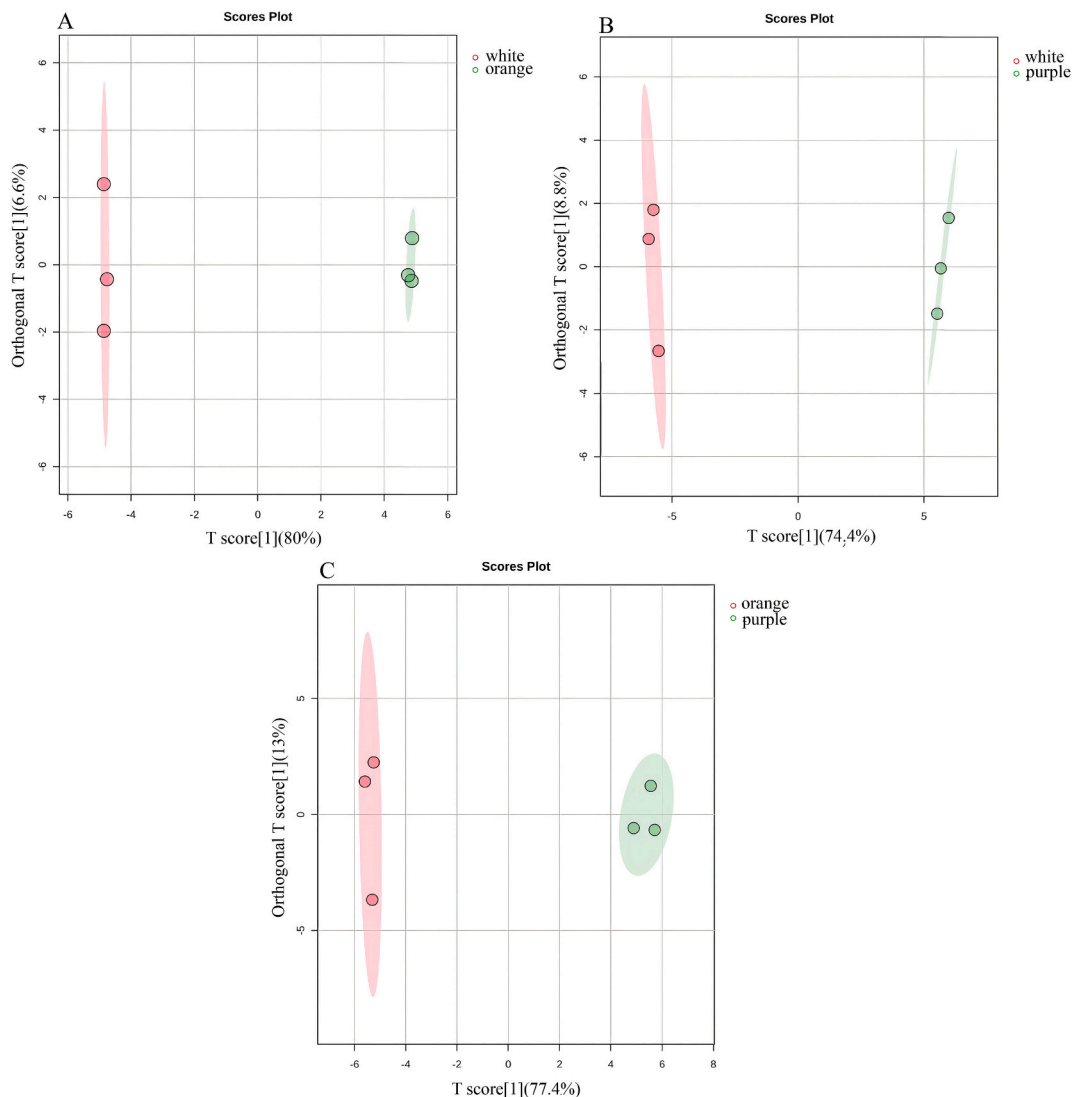 A
Scores Plot
white
orange
Orthogonal T score[1](6.6%)
6
4
2
0
-2
-4
-6
-6 -4 -2 0 2 4 6
T score[1](80%)
B
Scores Plot
white
purple
Orthogonal T score[1](8.8%)
6
4
2
0
-2
-4
-6
-5 0 5
T score[1](74.4%)
C
Scores Plot
orange
purple
Orthogonal T score[1](13%)
5
0
-5
-6 -4 -2 0 2 4 6 8
T score[1](77.4%)